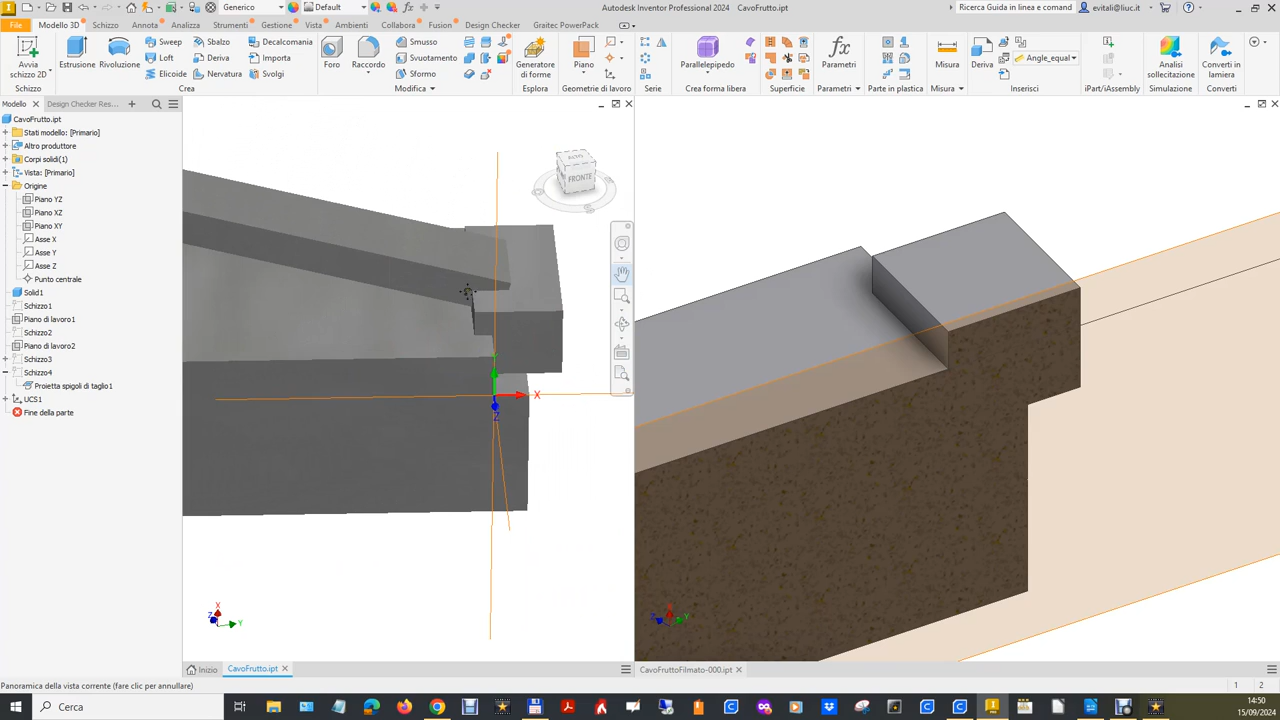 Generico
Default
Autodesk Inventor Professional 2024 CavoFrutto.ipt
Ricerca Guida in linea e comand
evitali@liuc.it
File
Modello 3D
Schizzo
Annota
Analizza
Strumenti
Gestione
Vista
Ambienti
Collabora
Fusion
Design Checker
Graitec PowerPack
Avvia schizzo 2D
Estrusione
Rivoluzione
Sweep
Sbalzo
Decalcomania
Loft
Deriva
Importa
Elicoide
Nervatura
Svolgi
Foro
Raccordo
Smusso
Svuotamento
Sformo
Generatore di forme
Piano
Parallelepipedo
fx
Parametri
Misura
Deriva
Angle_equal
Analisi sollecitazione
Converti in lamiera
Schizzo
Crea
Modifica
Esplora
Geometrie di lavoro
Serie
Crea forma libera
Superficie
Parametri
Parte in plastica
Misura
Inserisci
iPart/iAssembly
Simulazione
Converti
Modello
Design Checker Res...
CavoFrutto.ipt
Stati modello: [Primario]
Altro produttore
Corpi solidi(1)
Vista: [Primario]
Origine
Piano YZ
Piano XZ
Piano XY
Asse X
Asse Y
Asse Z
Punto centrale
Solid1
Schizzo1
Piano di lavoro1
Schizzo2
Piano di lavoro2
Schizzo3
Schizzo4
Proietta spigoli di taglio1
UCS1
Fine della parte
ALTO
FRONTE
X
Z
X
Z
Y
X
Z
Y
Inizio
CavoFrutto.ipt
CavoFruttoFilmato-000.ipt
Panoramica della vista corrente (fare clic per annullare)
1
2
Cerca
14:50
15/09/2024